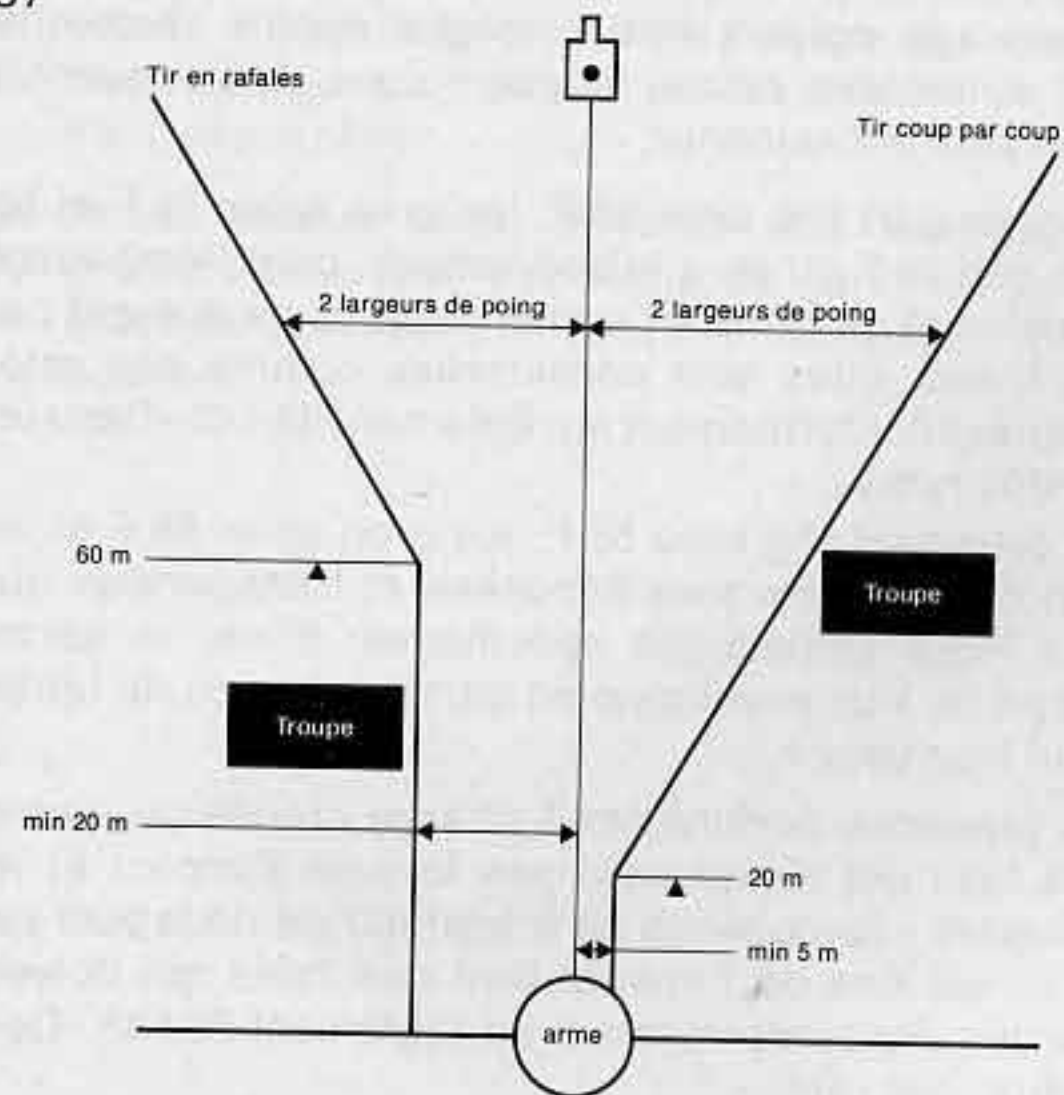 Tir en rafales
Tir coup par coup
2 largeurs de poing
2 largeurs de poing
60 m
Troupe
Troupe
min 20 m
20 m
min 5 m
arme